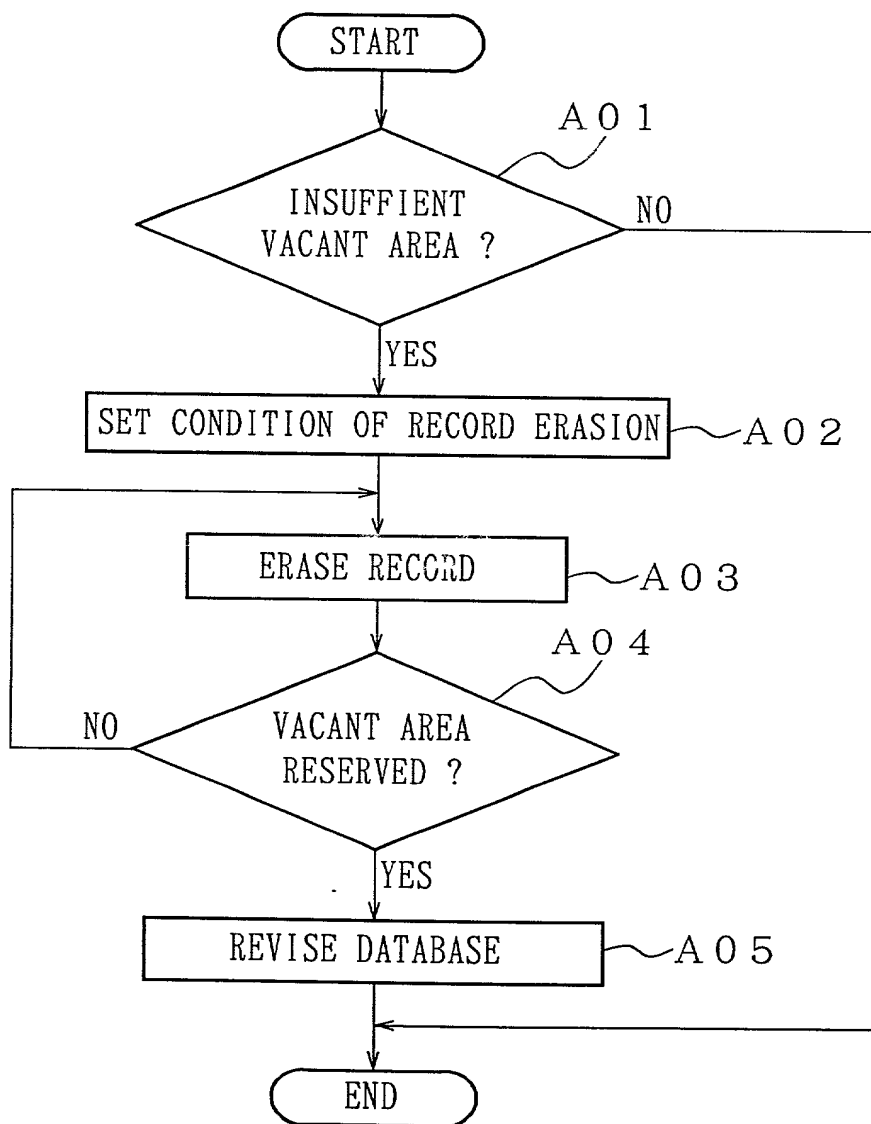 START
A01
INSUFFIENT
VACANT AREA ?
NO
YES
SET CONDITION OF RECORD ERASION
A02
ERASE RECORD
A03
A04
VACANT AREA
RESERVED ?
NO
YES
REVISE DATABASE
A05
END